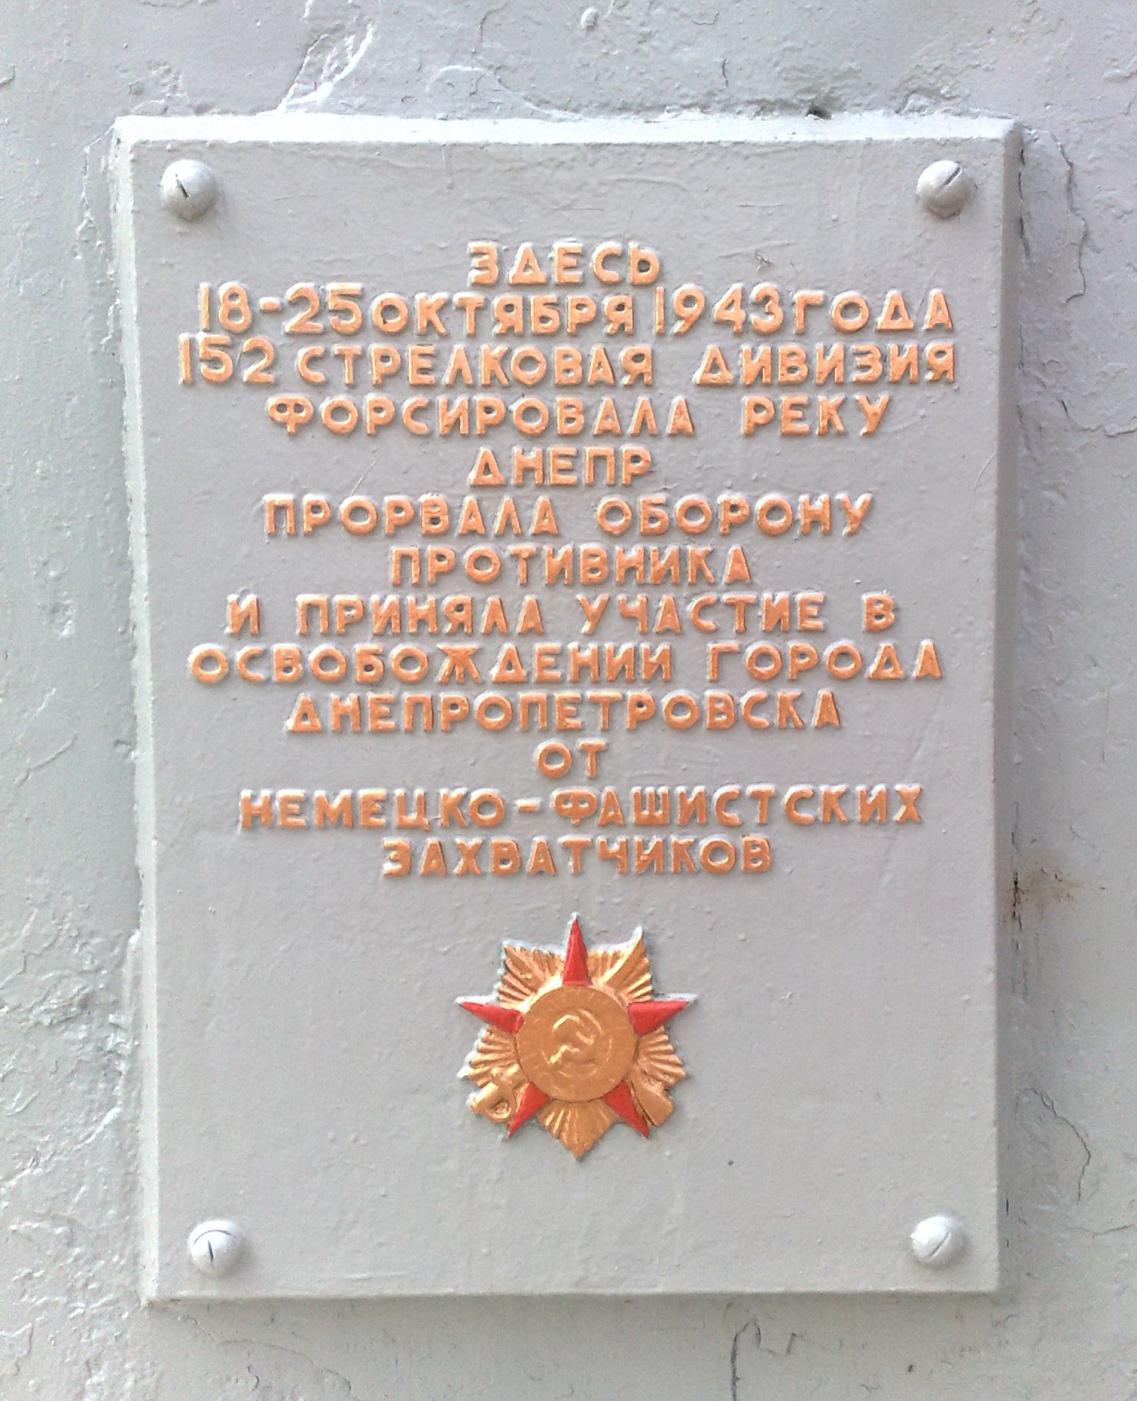 ЗДЕСЬ
18-25 ОКТЯБРЯ 1943 ГОДА
152 СТРЕЛКОВАЯ ДИВИЗИЯ
ФОРСИРОВАЛА РЕКУ
ДНЕПР
ПРОРВАЛА ОБОРОНУ
ПРОТИВНИКА
И ПРИНЯЛА УЧАСТИЕ В
ОСВОБОЖДЕНИИ ГОРОДА
ДНЕПРОПЕТРОВСКА
ОТ
НЕМЕЦКО-ФАШИСТСКИХ
ЗАХВАТЧИКОВ